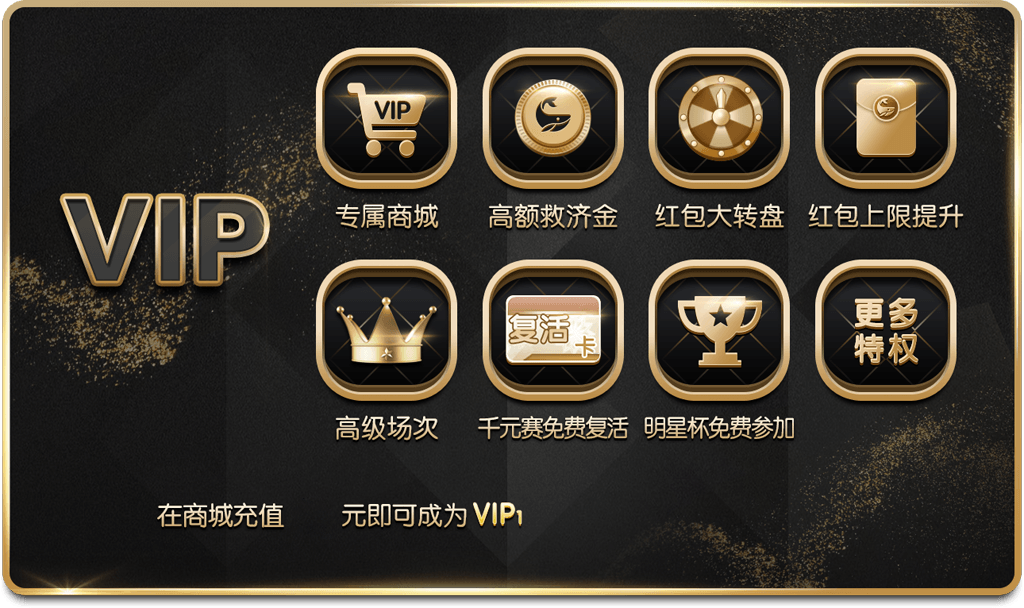 VIP
VIP
专属商城
高额救济金
红包大转盘
红包上限提升
复活
卡
更多
特权
高级场次
千元赛免费复活
明星杯免费参加
在商城充值 元即可成为VIP1